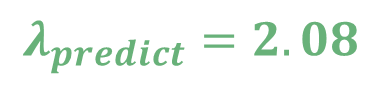 λ_predict = 2.08